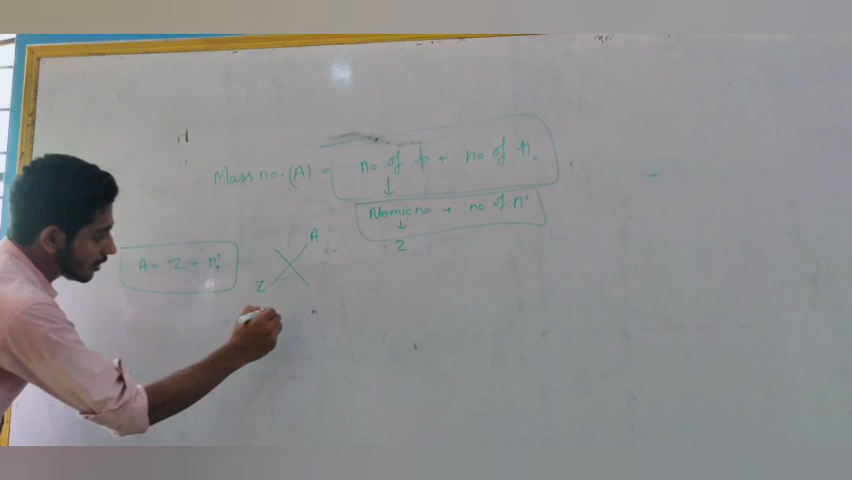 Mass no. (A) = no of p + no of n.
↓
Atomic no + no of n
↓
Z
A = Z + n
A
X
Z